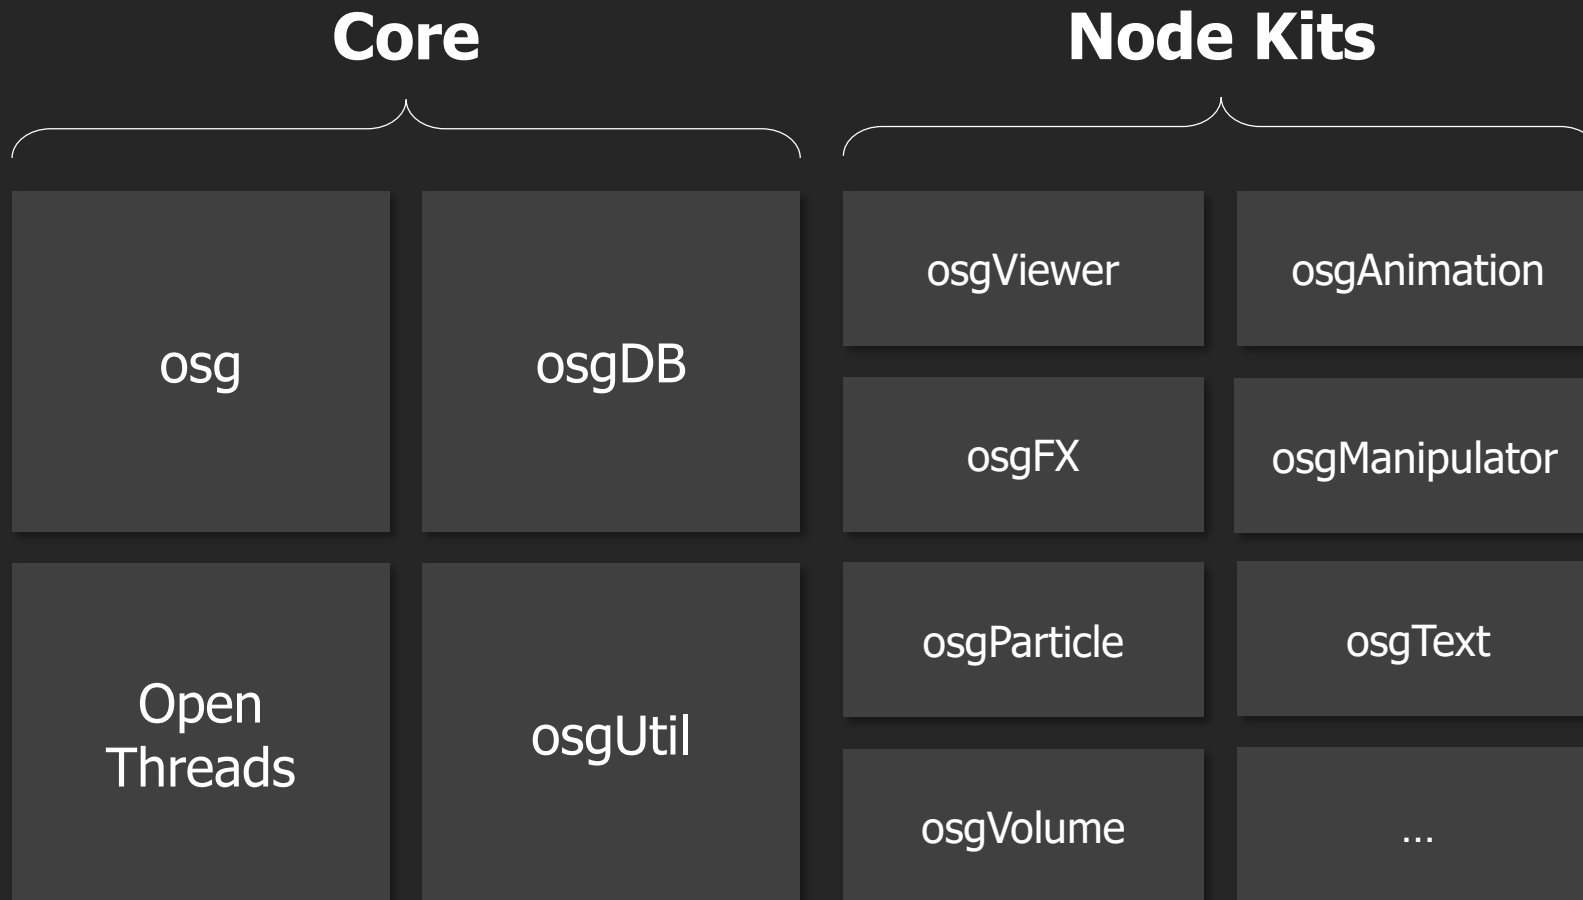 Core
Node Kits
osg
osgDB
Open
Threads
osgUtil
osgViewer
osgAnimation
osgFX
osgManipulator
osgParticle
osgText
osgVolume
...